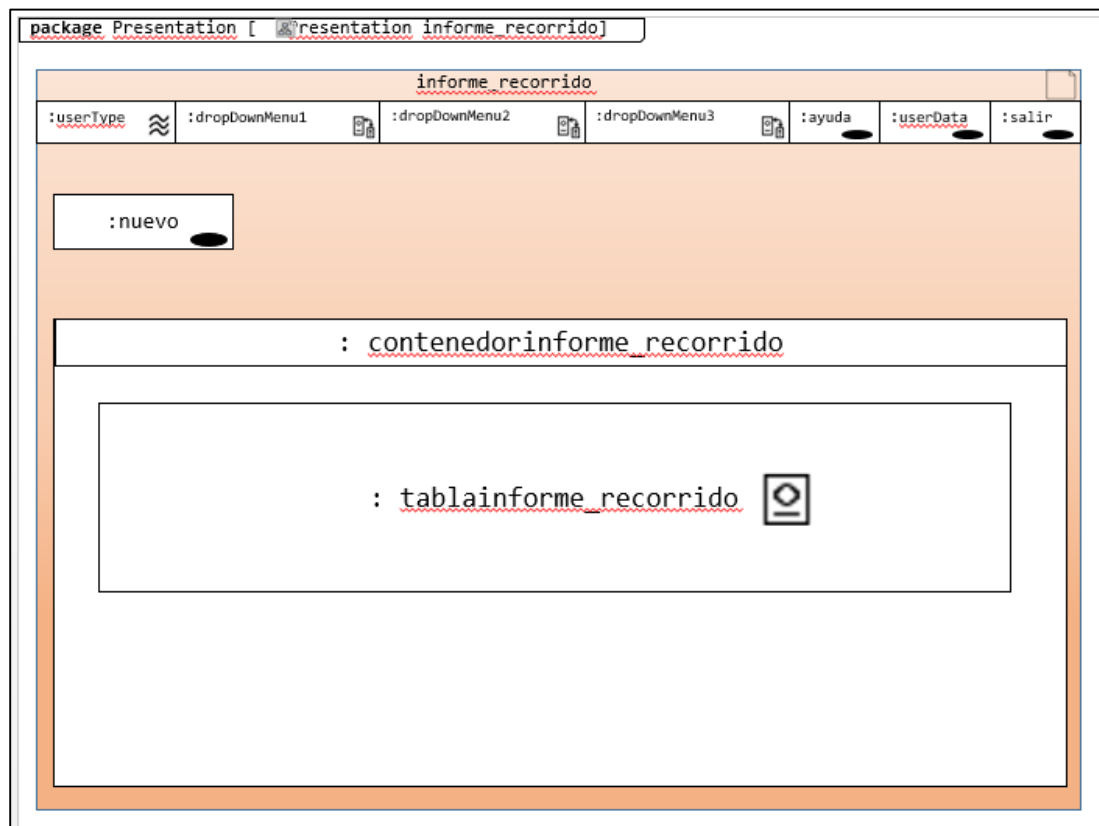 package Presentation [ resentation informe_recorrido]
informe_recorrido
:userType :dropDownMenu1 :dropDownMenu2 :dropDownMenu3 :ayuda :userData :salir
:nuevo
: contenedorinforme_recorrido
: tablainforme_recorrido